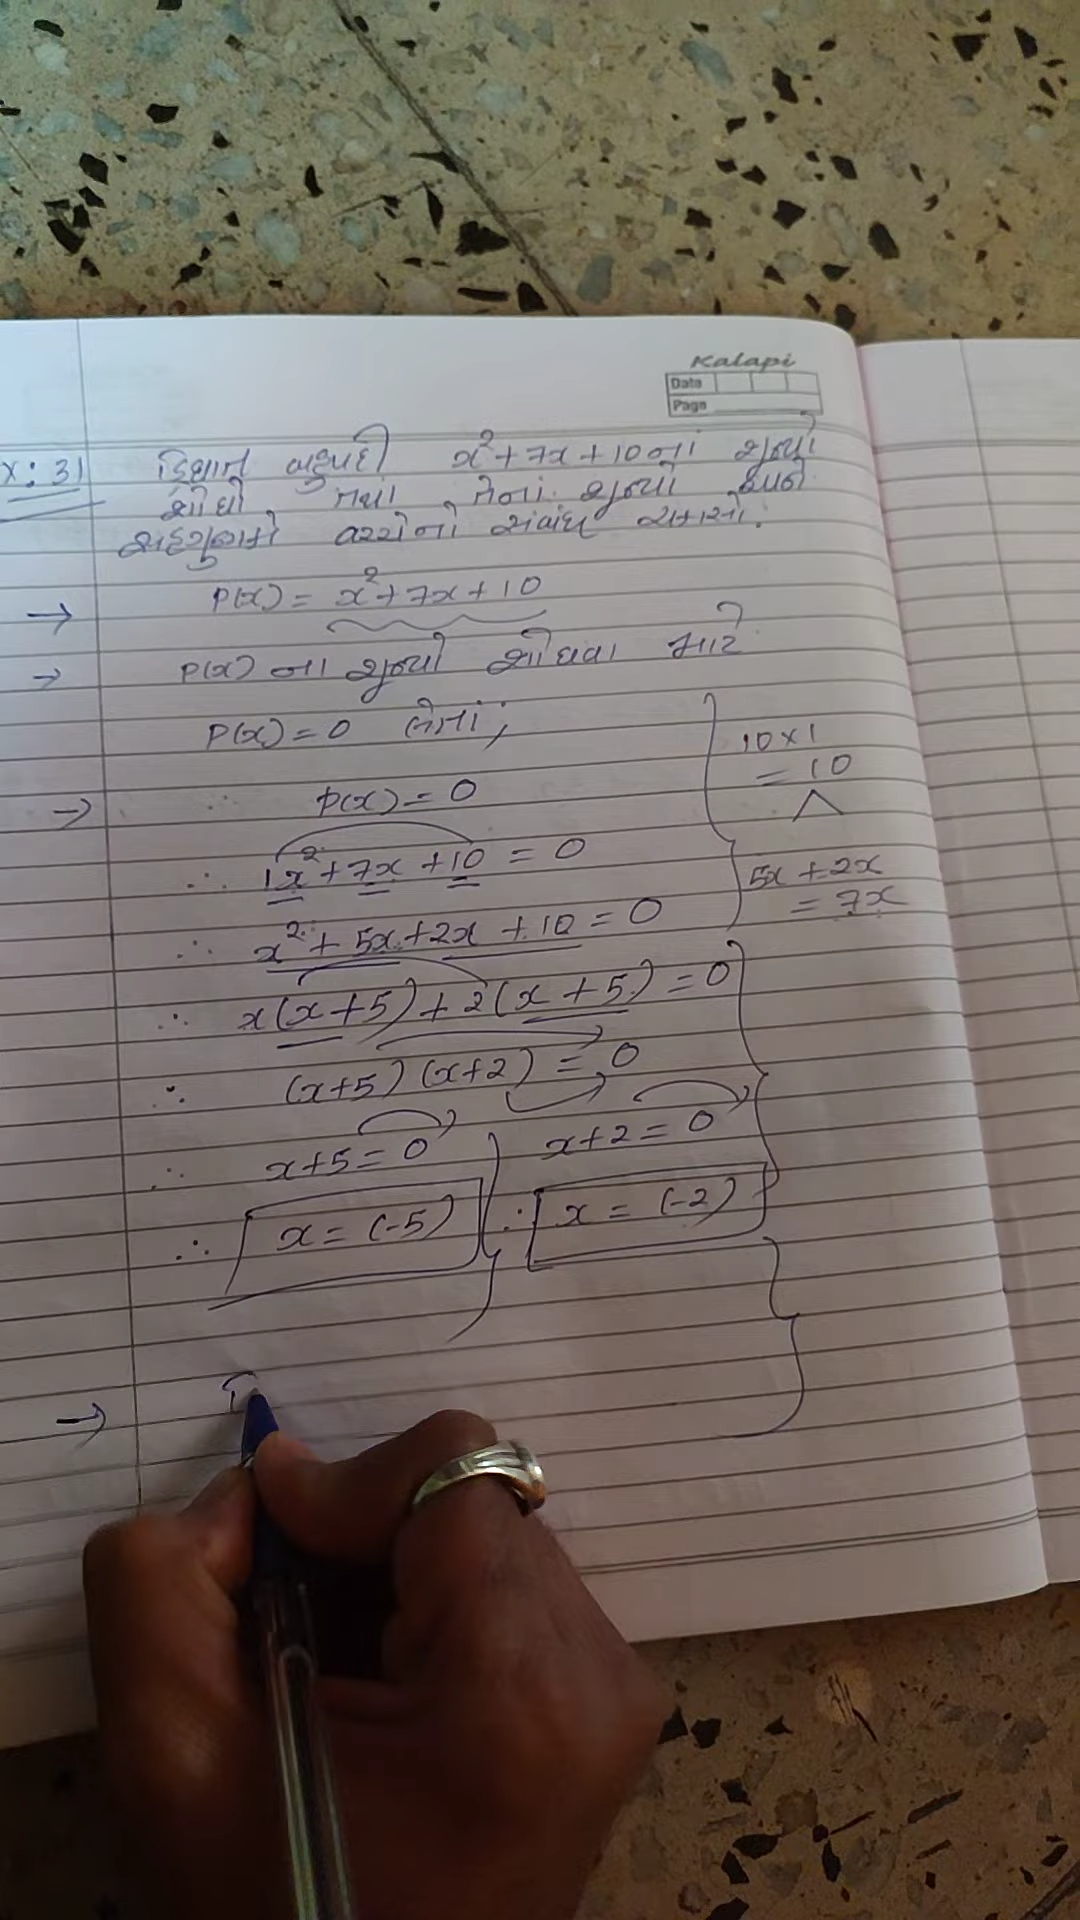 Kalapi
Date
Page
x: 31 દ્વિઘાત બહુપદી x²+7x+10 નાં શૂન્યો
શોધો તથા તેનાં શૂન્યો અને
સહગુણકો વચ્ચેનો સંબંધ ચકાસો.
→ P(x) = x²+7x+10
→ P(x) ના શૂન્યો શોધવા માટે
P(x) = 0 લેતાં,
10×1
= 10
→ P(x) = 0
∴ 1x²+7x+10 = 0
5x+2x
= 7x
∴ x²+5x+2x+10 = 0
∴ x(x+5)+2(x+5) = 0
∴ (x+5)(x+2) = 0
∴ x+5=0 x+2=0
∴ x = (-5) ∴ x = (-2)
→